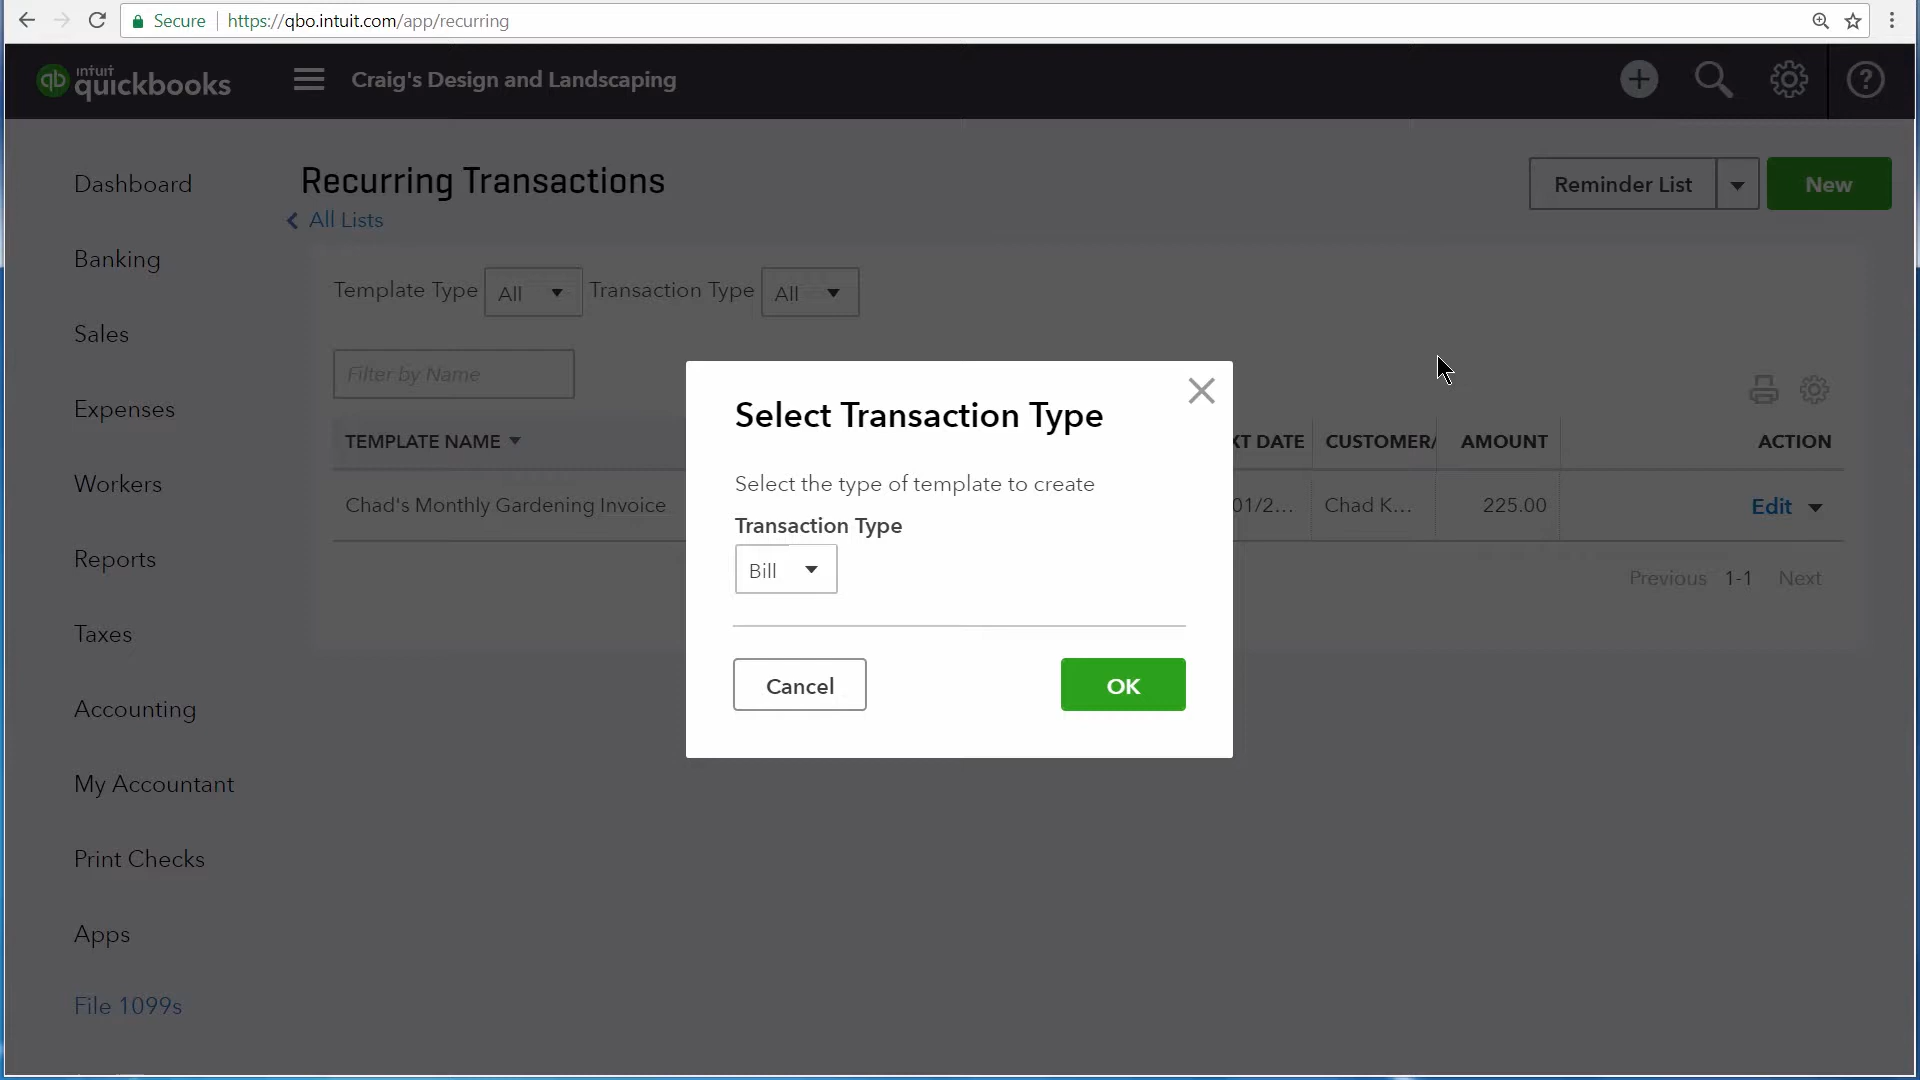 Secure https://qbo.intuit.com/app/recurring
qb intuit quickbooks Craig's Design and Landscaping ?
Recurring Transactions
All Lists
Reminder List New
Dashboard
Banking
Sales
Expenses
Workers
Reports
Taxes
Accounting
My Accountant
Print Checks
Apps
File 1099s
Template Type All Transaction Type All
Filter by Name
TEMPLATE NAME XT DATE CUSTOMER/ AMOUNT ACTION
Chad's Monthly Gardening Invoice 01/2... Chad K... 225.00 Edit
Previous 1-1 Next
Select Transaction Type
Select the type of template to create
Transaction Type
Bill
Cancel OK